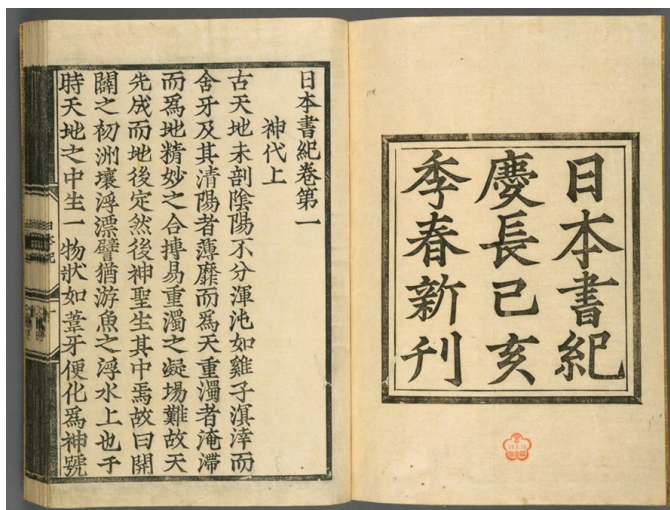 日本書紀
慶長己亥
季春新刊
日本書紀卷第一
神代上
古天地未剖陰陽不分渾沌如雞子溟涬而
含牙及其清陽者薄靡而爲天重濁者淹滯
而爲地精妙之合摶易重濁之凝埸難故天
先成而地後定然後神聖生其中焉故曰開
闢之初洲壤浮漂譬猶游魚之浮水上也于
時天地之中生一物狀如葦牙便化爲神號